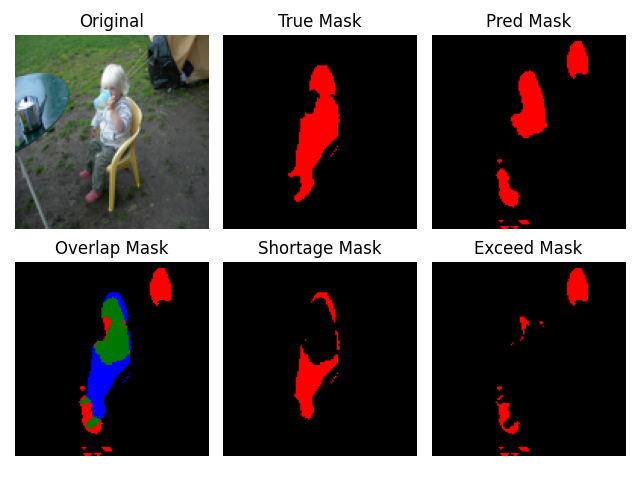 Original
True Mask
Pred Mask
Overlap Mask
Shortage Mask
Exceed Mask